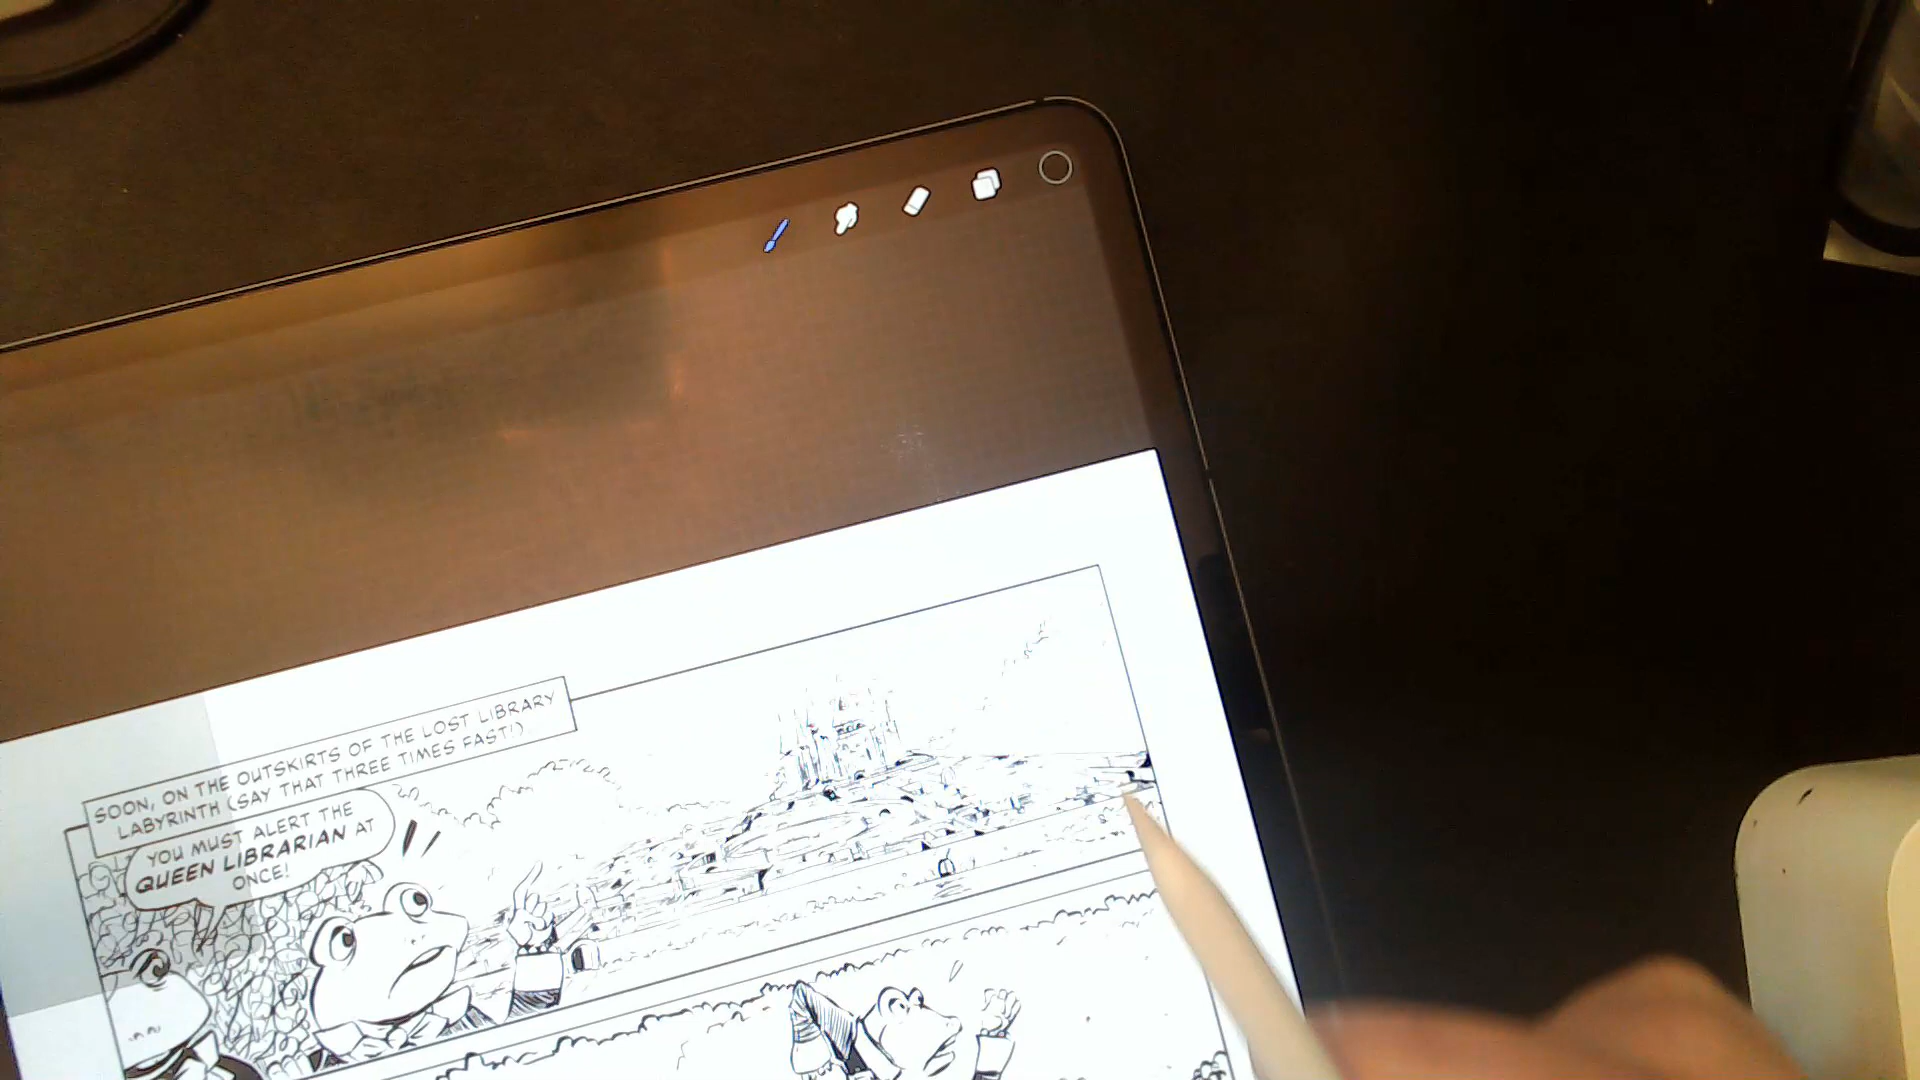 SOON, ON THE OUTSKIRTS OF THE LOST LIBRARY
LABYRINTH (SAY THAT THREE TIMES FAST!)
YOU MUST ALERT THE
QUEEN LIBRARIAN AT
ONCE!